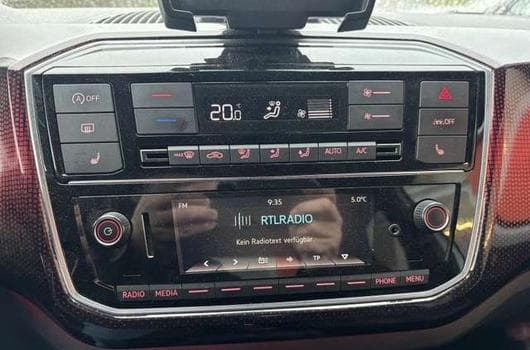 OFF
20.0
OFF
MAX
AUTO A/C
FM 9:35 5.0°C
RTLRADIO
Kein Radiotext verfügbar
TP
RADIO MEDIA PHONE MENU